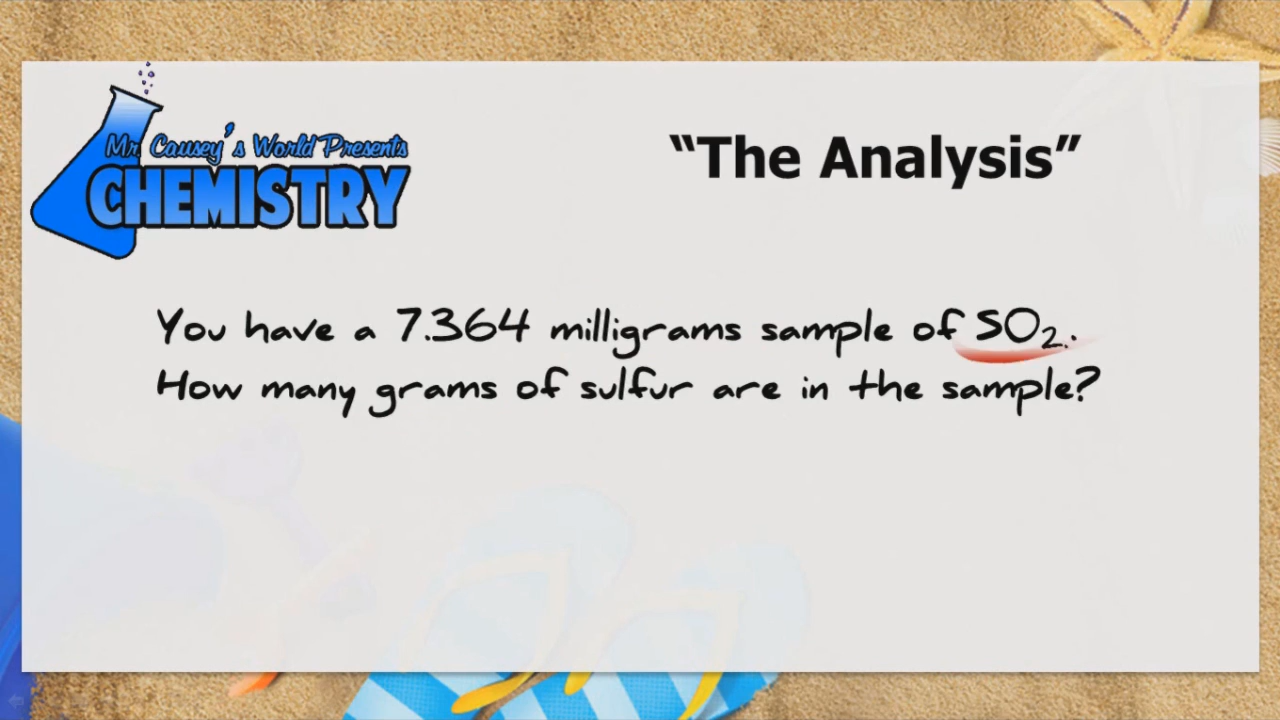 Mr. Causey's World Presents
CHEMISTRY
"The Analysis"
You have a 7.364 milligrams sample of SO₂.
How many grams of sulfur are in the sample?